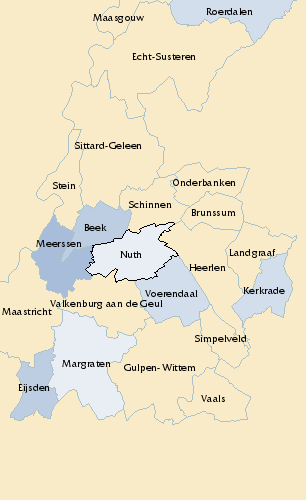 Roerdalen
Maasgouw
Echt-Susteren
Sittard-Geleen
Stein
Onderbanken
Schinnen
Brunssum
Beek
Meerssen
Nuth
Landgraaf
Heerlen
Kerkrade
Voerendaal
Valkenburg aan de Geul
Maastricht
Simpelveld
Margraten
Gulpen-Wittem
Eijsden
Vaals